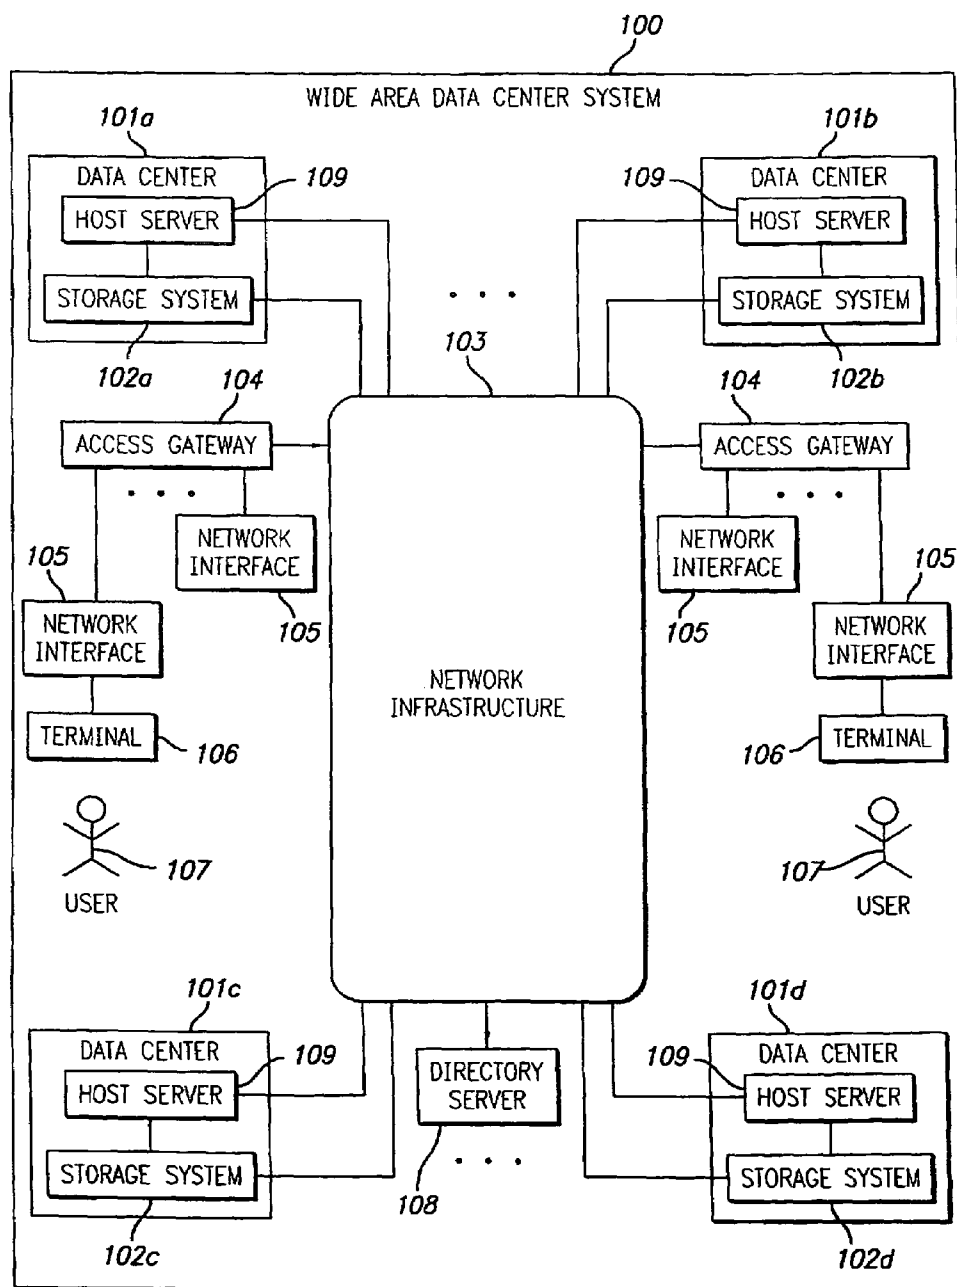 100
WIDE AREA DATA CENTER SYSTEM
101a
101b
DATA CENTER
109
HOST SERVER
STORAGE SYSTEM
102a
109
DATA CENTER
HOST SERVER
STORAGE SYSTEM
102b
. . .
103
104
ACCESS GATEWAY
. . .
104
ACCESS GATEWAY
. . .
NETWORK
INTERFACE
105
105
NETWORK
INTERFACE
TERMINAL
106
107
USER
NETWORK
INFRASTRUCTURE
NETWORK
INTERFACE
105
105
NETWORK
INTERFACE
106
TERMINAL
107
USER
101c
DATA CENTER
109
HOST SERVER
STORAGE SYSTEM
102c
DIRECTORY
SERVER
108
. . .
101d
109
DATA CENTER
HOST SERVER
STORAGE SYSTEM
102d